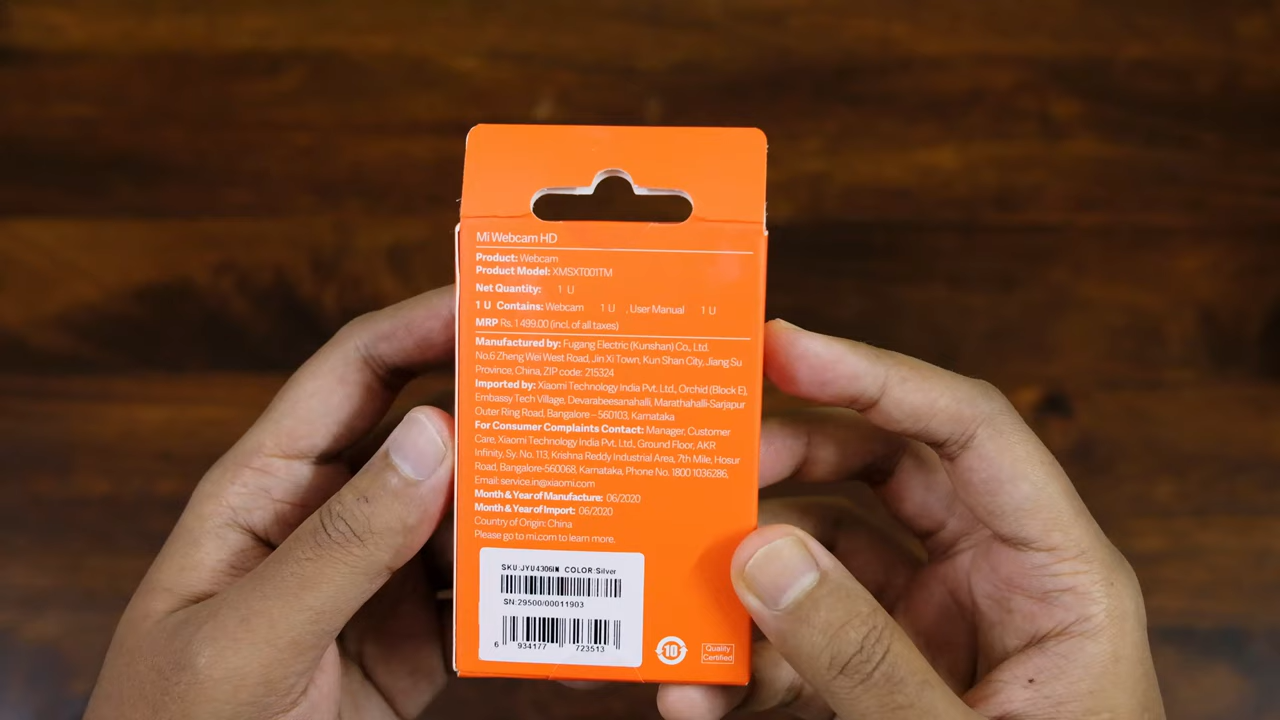 Mi Webcam HD
Product: Webcam
Product Model: XMSXT001TM
Net Quantity: 1 U
1 U Contains: Webcam 1 U , User Manual 1 U
MRP Rs. 1 499.00 (incl. of all taxes)
Manufactured by: Fugang Electric (Kunshan) Co., Ltd.
No.6 Zheng Wei West Road, Jin Xi Town, Kun Shan City, Jiang Su
Province, China, ZIP code: 215324
Imported by: Xiaomi Technology India Pvt. Ltd., Orchid (Block E),
Embassy Tech Village, Devarabeesanahalli, Marathahalli-Sarjapur
Outer Ring Road, Bangalore – 560103, Karnataka
For Consumer Complaints Contact: Manager, Customer
Care, Xiaomi Technology India Pvt. Ltd., Ground Floor, AKR
Infinity, Sy. No. 113, Krishna Reddy Industrial Area, 7th Mile, Hosur
Road, Bangalore-560068, Karnataka, Phone No. 1800 1036286,
Email: service.in@xiaomi.com
Month & Year of Manufacture: 06/2020
Month & Year of Import: 06/2020
Country of Origin: China
Please go to mi.com to learn more.
SKU:JYU4306IN COLOR:Silver
SN:29500/00011903
6 934177 723513
10
Quality
Certified